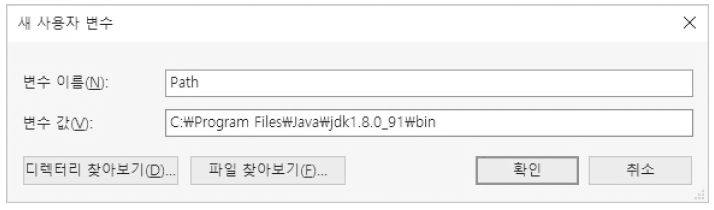 새 사용자 변수
변수 이름(N): Path
변수 값(V): C:₩Program Files₩Java₩jdk1.8.0_91₩bin
디렉터리 찾아보기(D)... 파일 찾아보기(F)... 확인 취소